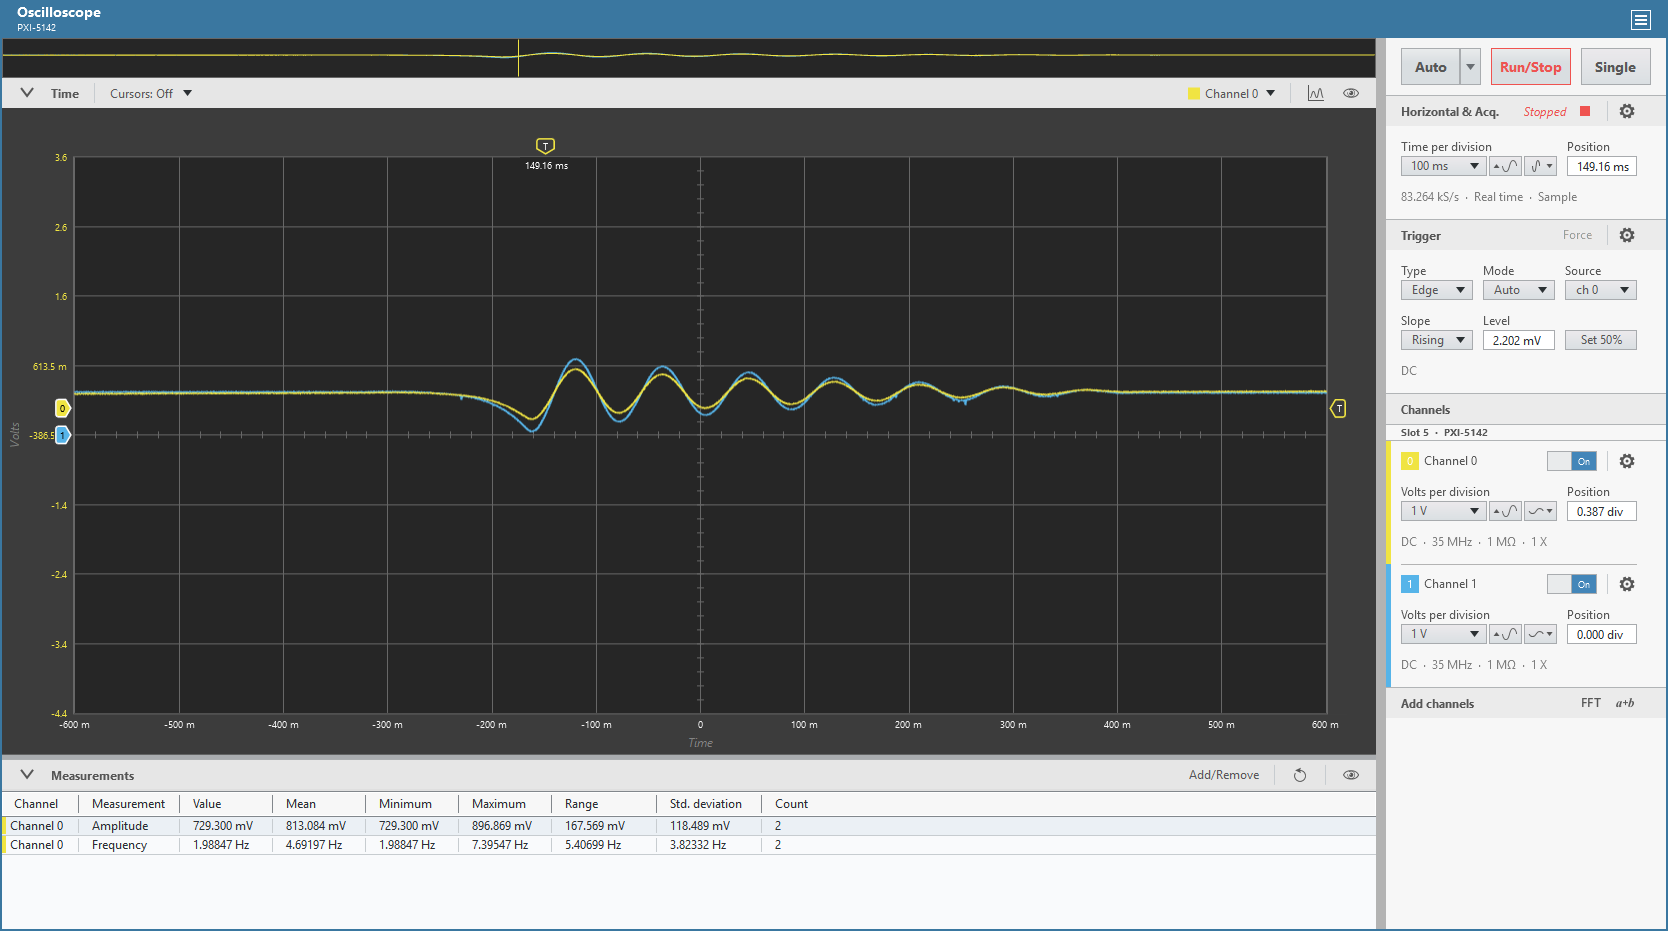 Oscilloscope
PXI-5142
Auto
Run/Stop
Single
Time
Cursors: Off
Channel 0
Horizontal & Acq.
Stopped
T
149.16 ms
Time per division
Position
100 ms
149.16 ms
83.264 kS/s · Real time · Sample
Trigger
Force
Type
Mode
Source
Edge
Auto
ch 0
Slope
Level
Rising
2.202 mV
Set 50%
DC
3.6
2.6
1.6
613.5 m
-386.5
-1.4
-2.4
-3.4
-4.4
0
1
T
Volts
-600 m
-500 m
-400 m
-300 m
-200 m
-100 m
0
100 m
200 m
300 m
400 m
500 m
600 m
Time
Channels
Slot 5 · PXI-5142
0
Channel 0
On
Volts per division
Position
1 V
0.387 div
DC · 35 MHz · 1 MΩ · 1 X
1
Channel 1
On
Volts per division
Position
1 V
0.000 div
DC · 35 MHz · 1 MΩ · 1 X
Add channels
FFT
a+b
Measurements
Add/Remove
Channel Measurement Value Mean Minimum Maximum Range Std. deviation Count
Channel 0 Amplitude 729.300 mV 813.084 mV 729.300 mV 896.869 mV 167.569 mV 118.489 mV 2
Channel 0 Frequency 1.98847 Hz 4.69197 Hz 1.98847 Hz 7.39547 Hz 5.40699 Hz 3.82332 Hz 2